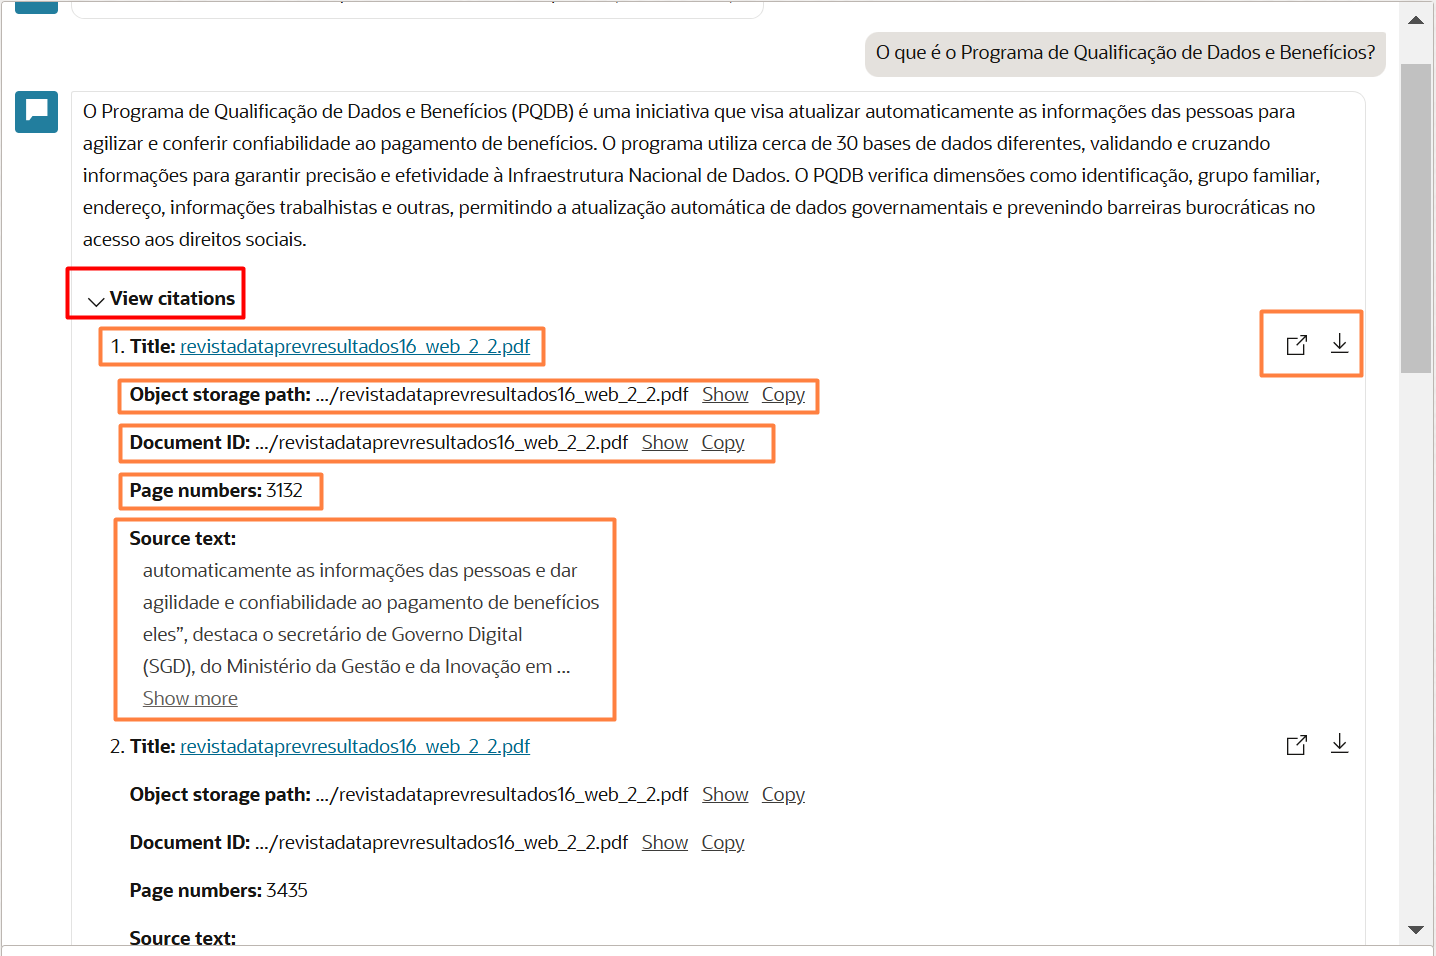 O que é o Programa de Qualificação de Dados e Benefícios?
O Programa de Qualificação de Dados e Benefícios (PQDB) é uma iniciativa que visa atualizar automaticamente as informações das pessoas para
agilizar e conferir confiabilidade ao pagamento de benefícios. O programa utiliza cerca de 30 bases de dados diferentes, validando e cruzando
informações para garantir precisão e efetividade à Infraestrutura Nacional de Dados. O PQDB verifica dimensões como identificação, grupo familiar,
endereço, informações trabalhistas e outras, permitindo a atualização automática de dados governamentais e prevenindo barreiras burocráticas no
acesso aos direitos sociais.
View citations
1. Title: revistadataprevresultados16_web_2_2.pdf
Object storage path: .../revistadataprevresultados16_web_2_2.pdf Show Copy
Document ID: .../revistadataprevresultados16_web_2_2.pdf Show Copy
Page numbers: 3132
Source text:
automaticamente as informações das pessoas e dar
agilidade e confiabilidade ao pagamento de benefícios
eles”, destaca o secretário de Governo Digital
(SGD), do Ministério da Gestão e da Inovação em ...
Show more
2. Title: revistadataprevresultados16_web_2_2.pdf
Object storage path: .../revistadataprevresultados16_web_2_2.pdf Show Copy
Document ID: .../revistadataprevresultados16_web_2_2.pdf Show Copy
Page numbers: 3435
Source text: